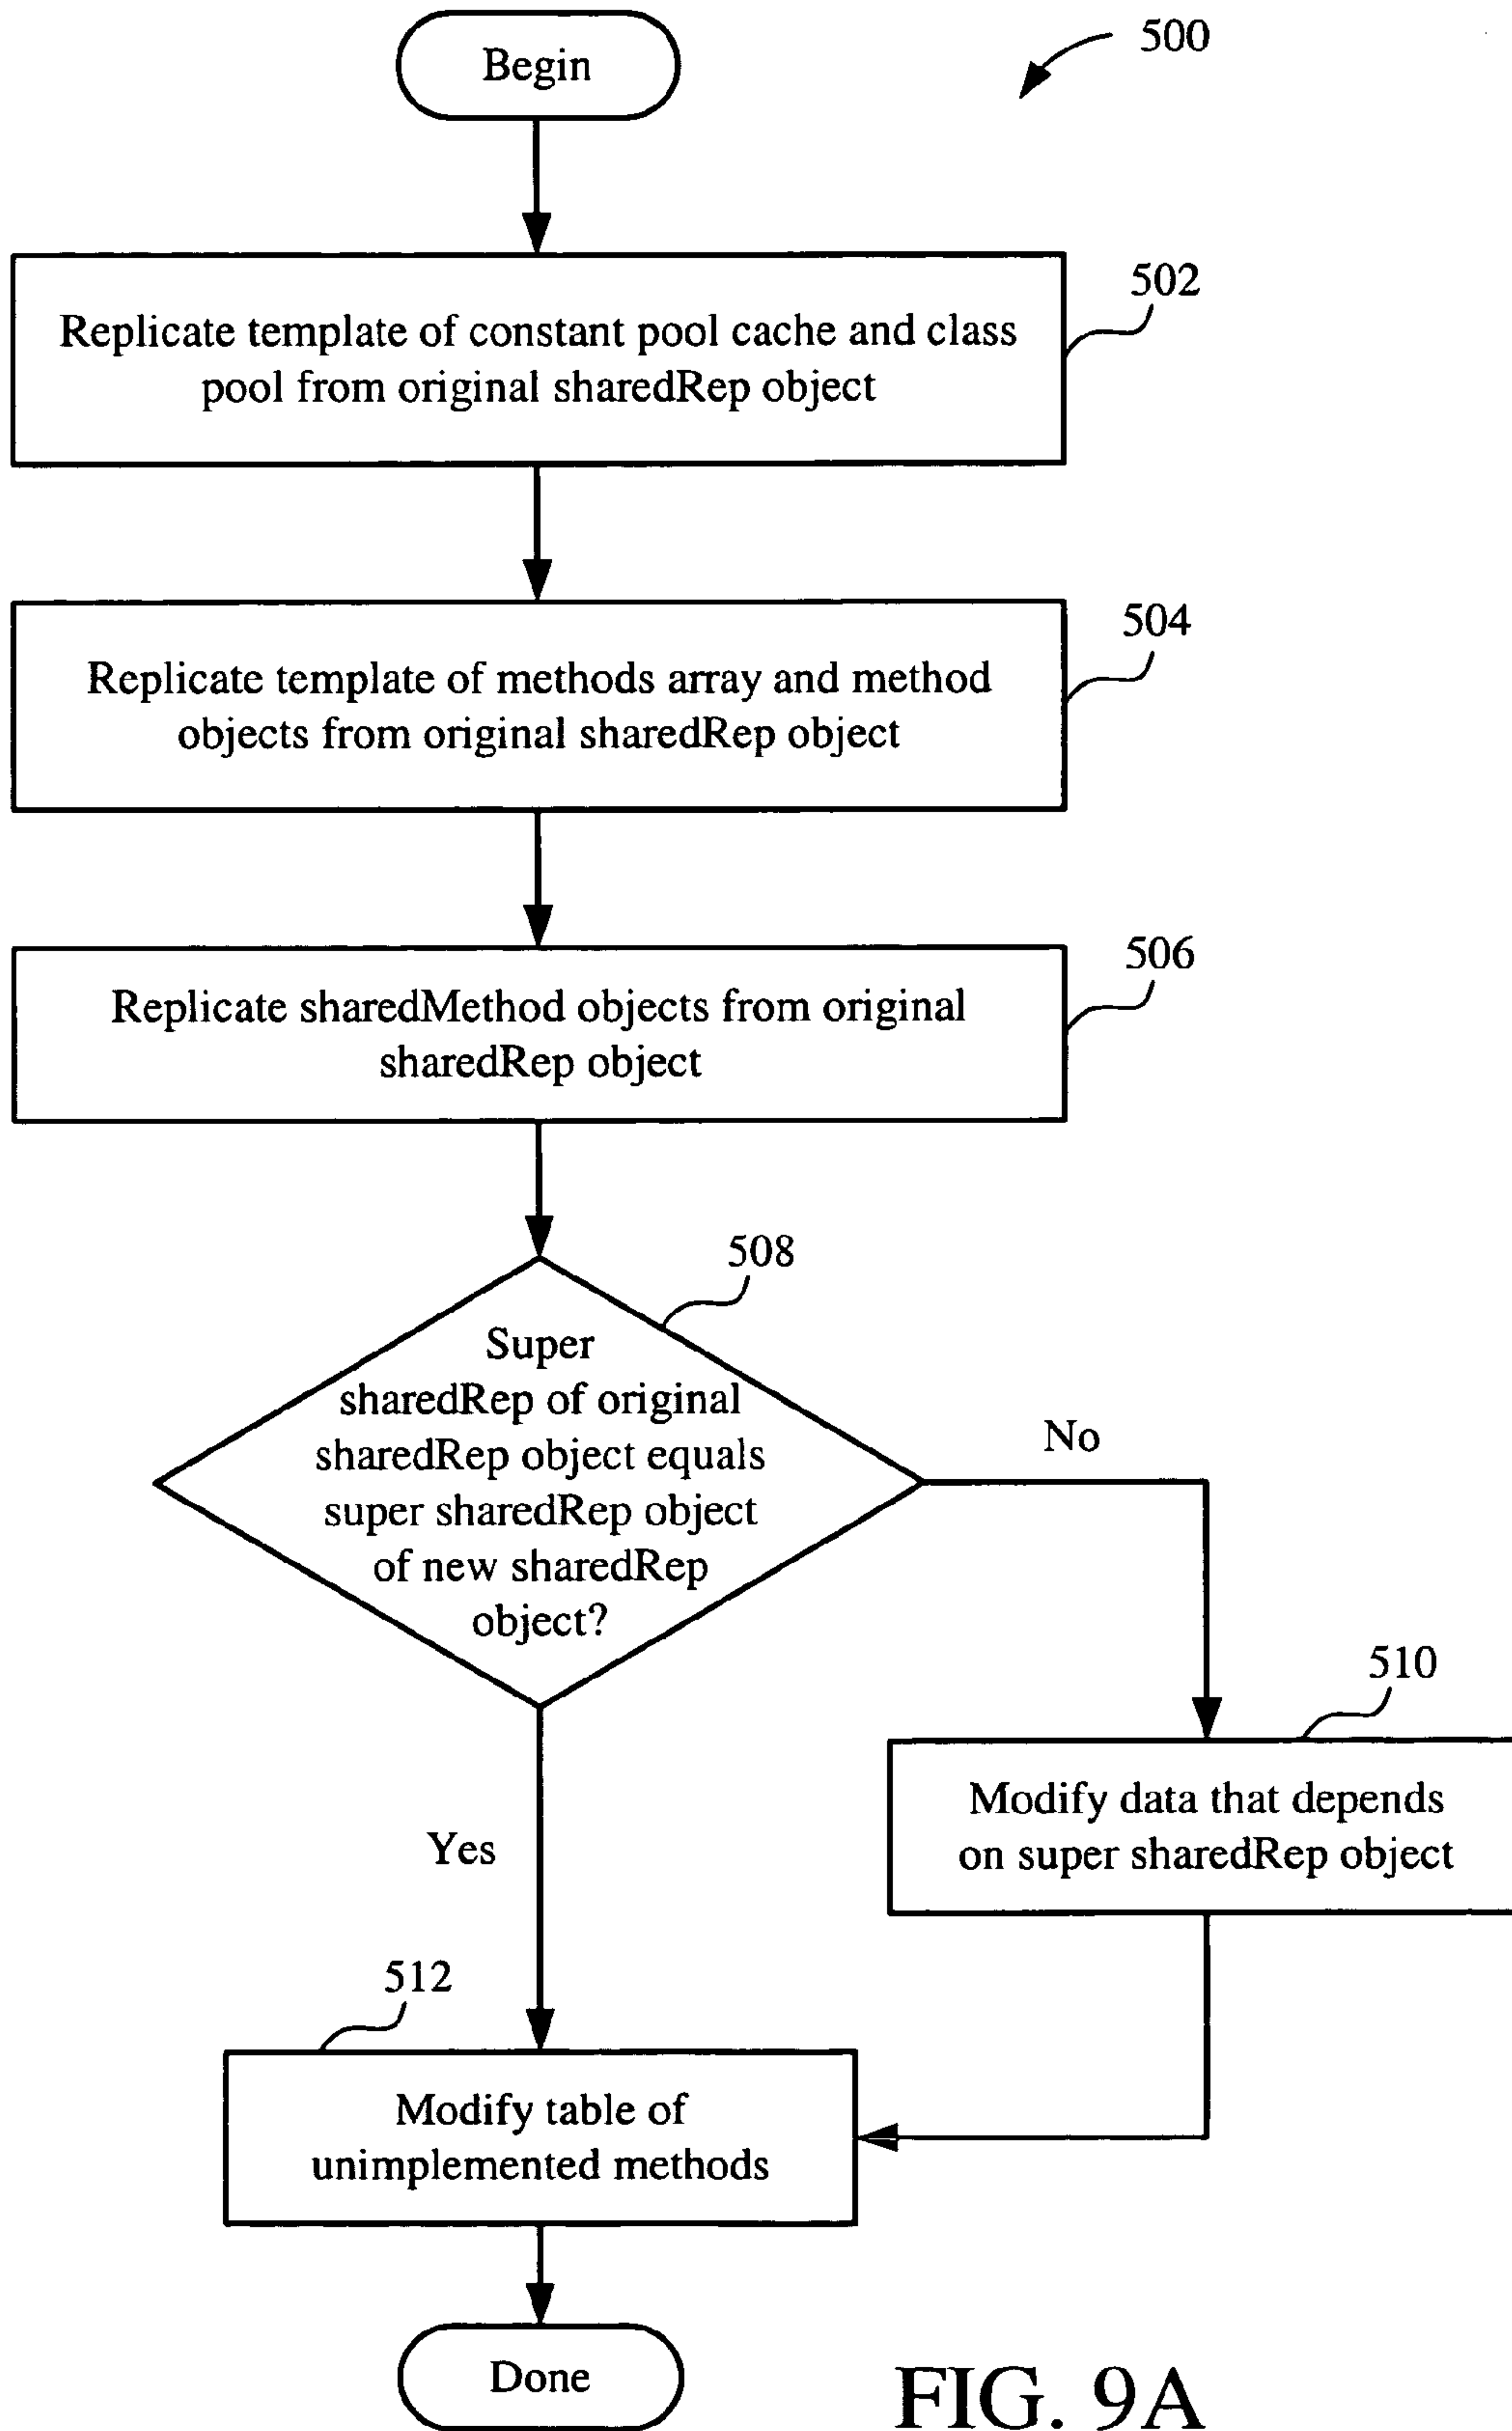 Begin
500
502
Replicate template of constant pool cache and class
pool from original sharedRep object
504
Replicate template of methods array and method
objects from original sharedRep object
506
Replicate sharedMethod objects from original
sharedRep object
508
Super
sharedRep of original
sharedRep object equals
super sharedRep object
of new sharedRep
object?
No
510
Modify data that depends
on super sharedRep object
Yes
512
Modify table of
unimplemented methods
Done
FIG. 9A